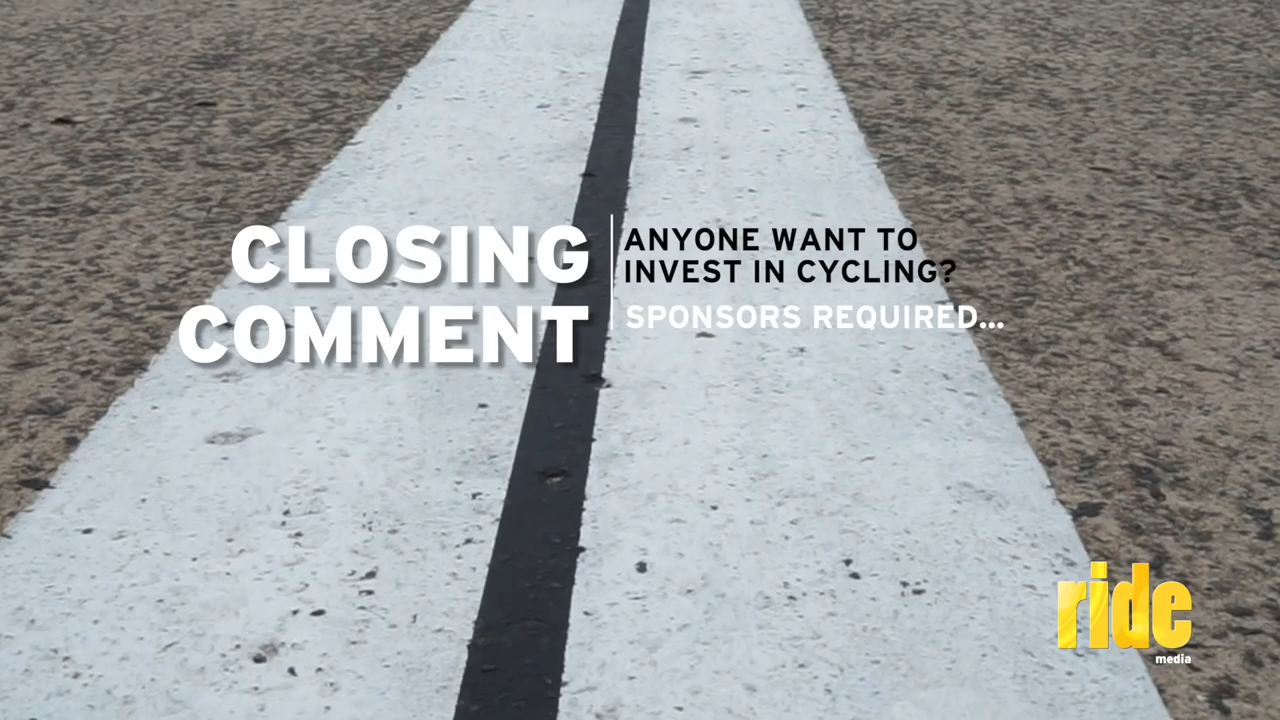 CLOSING
COMMENT
ANYONE WANT TO
INVEST IN CYCLING?
SPONSORS REQUIRED...
ride
media